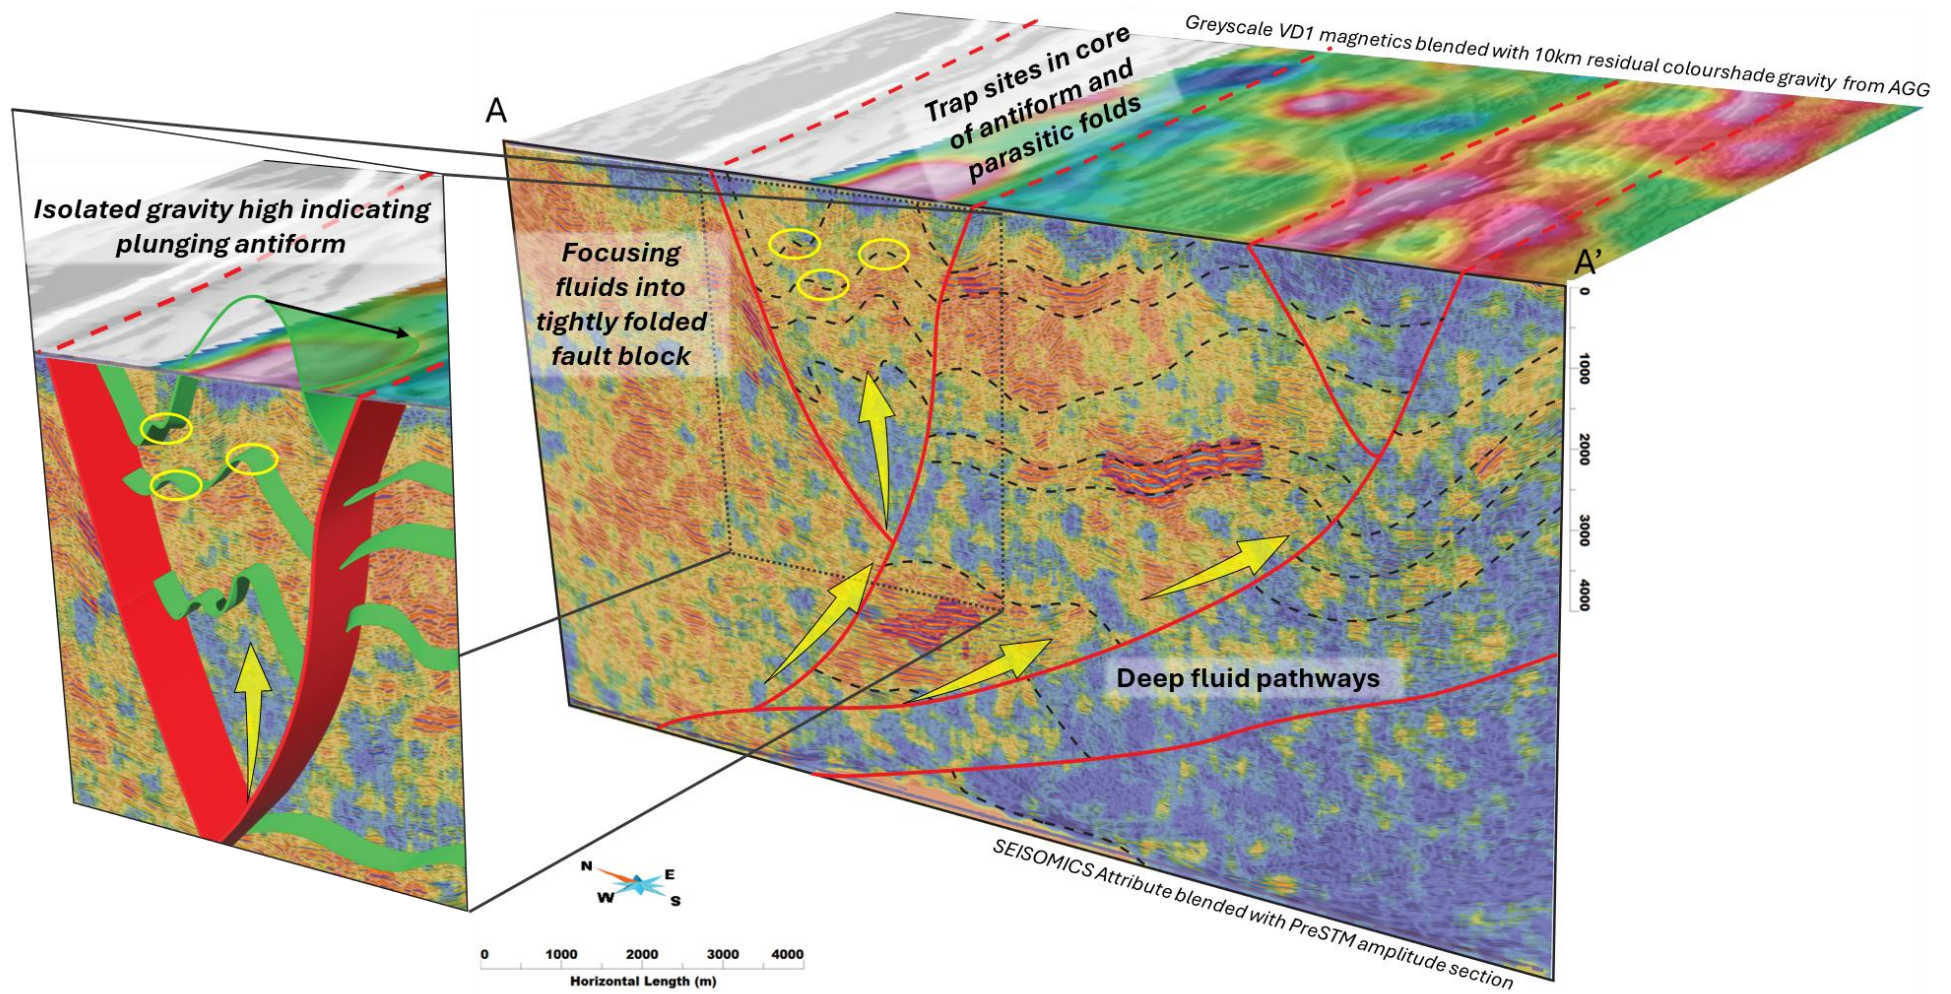 Greyscale VD1 magnetics blended with 10km residual colourshade gravity from AGG
A
Trap sites in core
of antiform and
parasitic folds
Isolated gravity high indicating
plunging antiform
Focusing
fluids into
tightly folded
fault block
A’
0
1000
2000
3000
4000
Deep fluid pathways
SEISOMICS Attribute blended with PreSTM amplitude section
N
E
W
S
0 1000 2000 3000 4000
Horizontal Length (m)